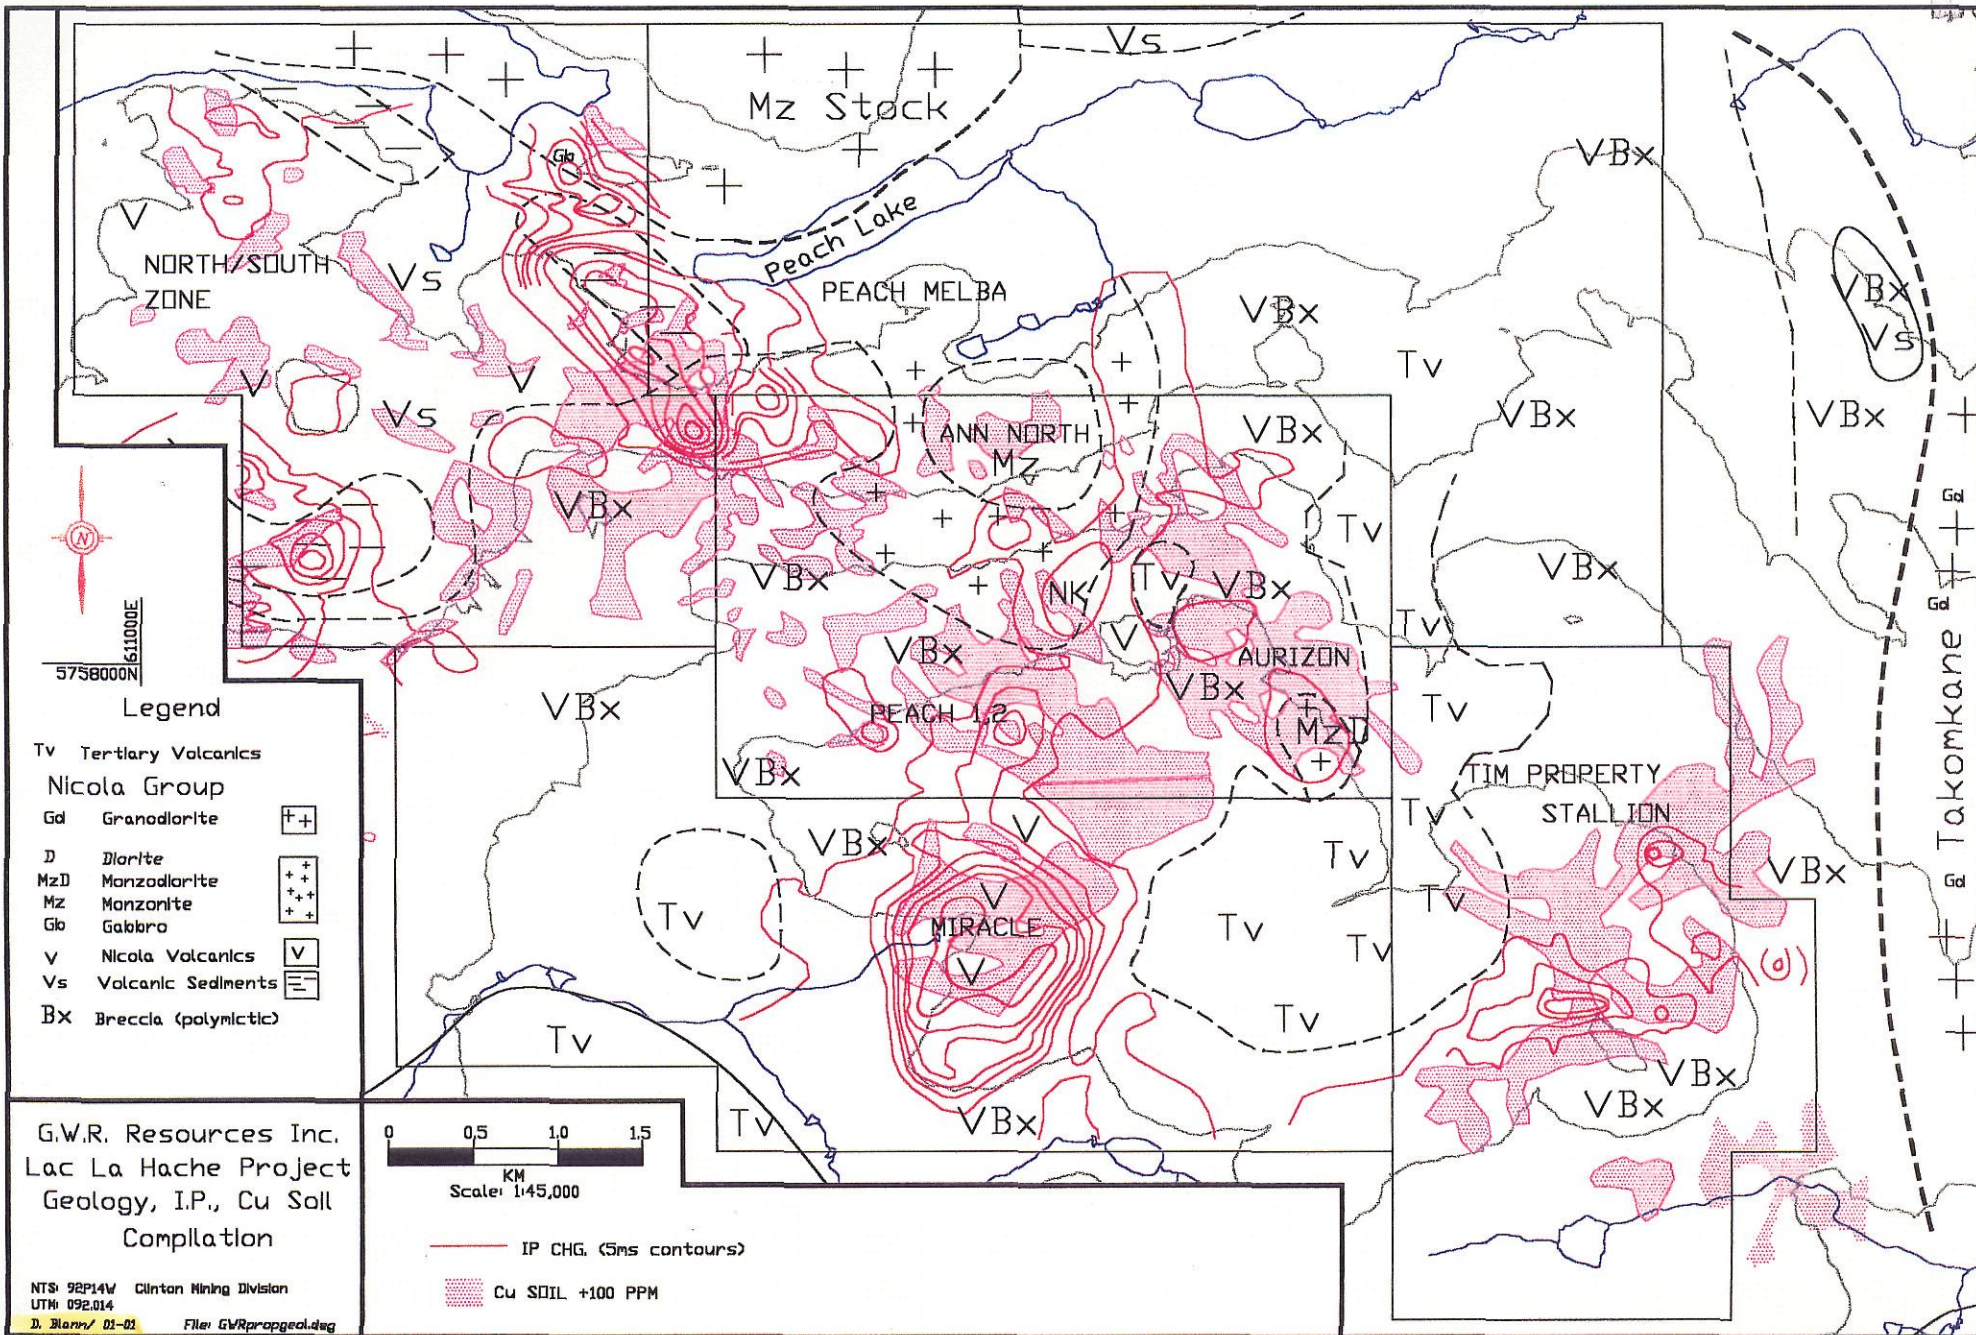 Vs
Mz Stock
VBx
Gb
V
Peach Lake
NORTH/SOUTH
ZONE
Vs
PEACH MELBA
VBx
VBx
Vs
Tv
V
V
Vs
VBx
VBx
VBx
ANN NORTH
Mz
VBx
Tv
Gd
VBx
Tv
VBx
VBx
NK
Gd
Tv
V
VBx
AURIZON
VBx
Takomkane
5758000N
611000E
VBx
PEACH 1,2
MzD
Tv
VBx
TIM PROPERTY
STALLION
Tv
V
VBx
Tv
VBx
Gd
V
Tv
MIRACLE
Tv
Tv
Tv
V
Tv
Tv
VBx
VBx
Tv
VBx
N
Legend
Tv Tertiary Volcanics
Nicola Group
Gd Granodiorite
D Diorite
MzD Monzodiorite
Mz Monzonite
Gb Gabbro
V Nicola Volcanics V
Vs Volcanic Sediments
Bx Breccia (polymictic)
G.W.R. Resources Inc.
Lac La Hache Project
Geology, I.P., Cu Soil
Compilation
NTS: 92P14W Clinton Mining Division
UTM: 092.014
D. Blann/ 01-01 File: GWRpropgeol.dwg
0 0,5 1,0 1,5
KM
Scale: 1:45,000
IP CHG. (5ms contours)
Cu SOIL +100 PPM